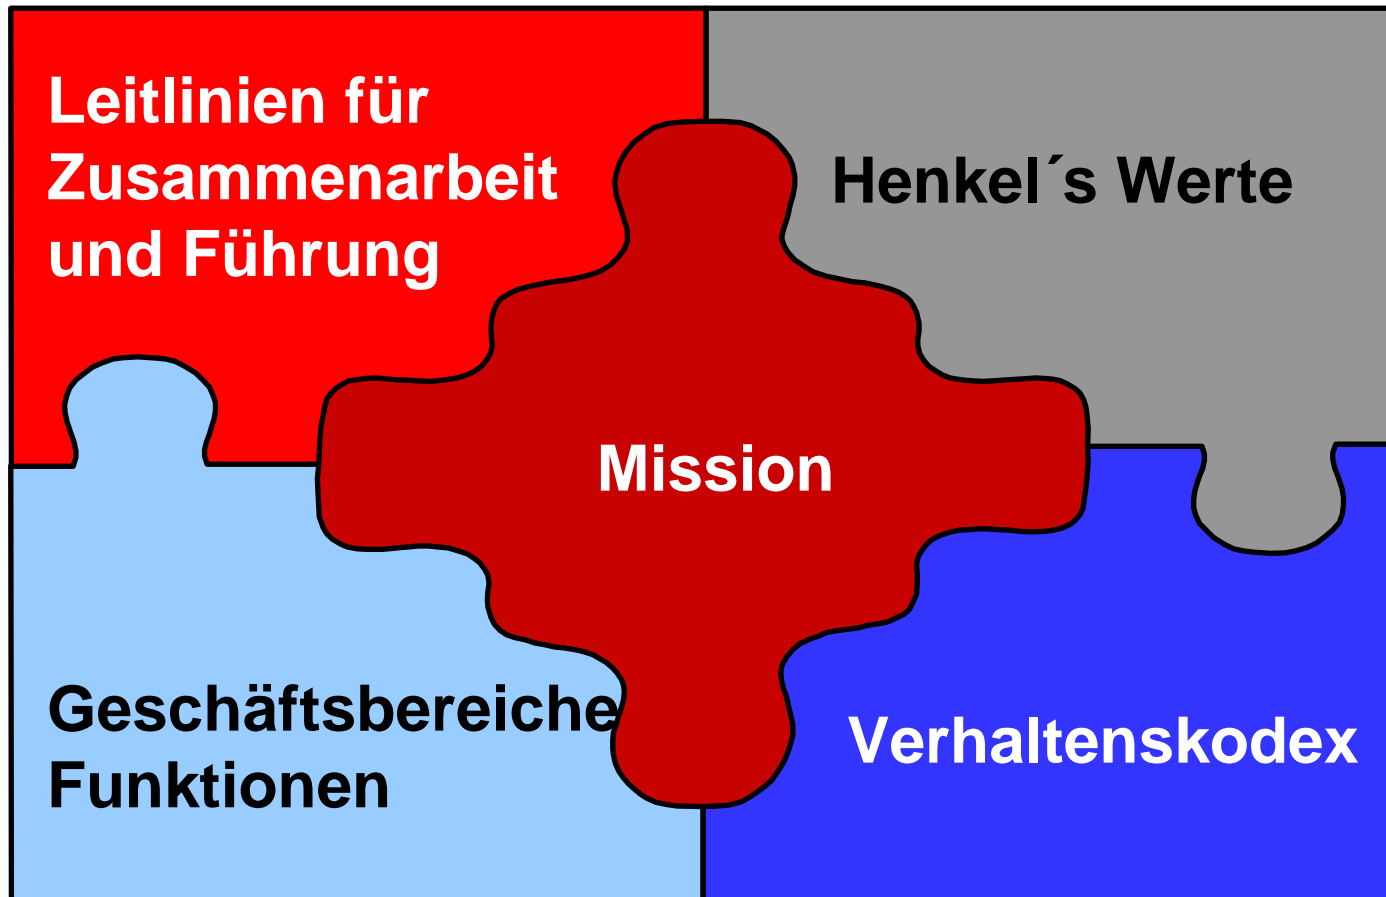 Leitlinien für
Zusammenarbeit
und Führung
Henkel´s Werte
Mission
Geschäftsbereiche
Funktionen
Verhaltenskodex